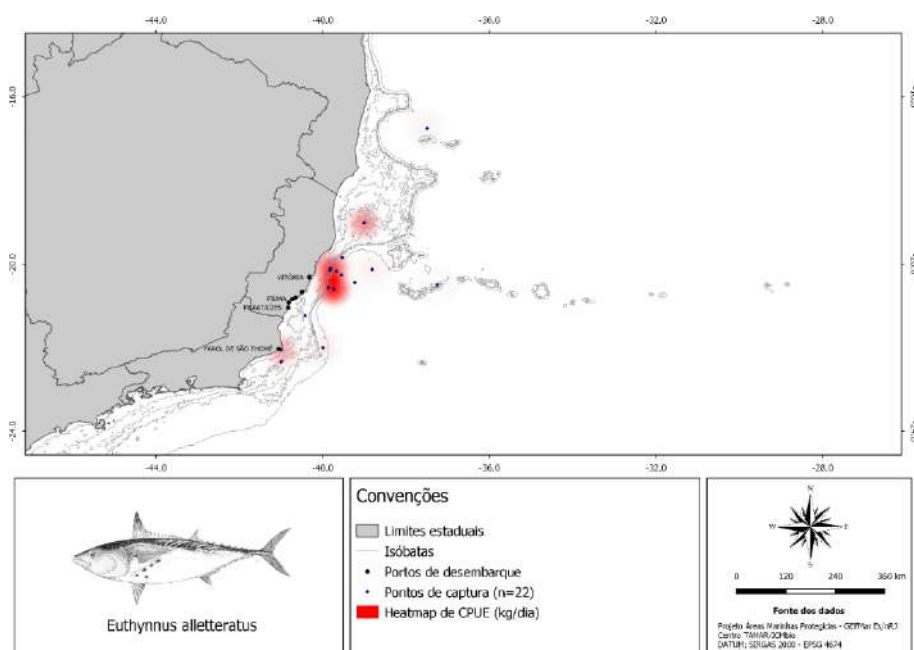 -44.0 -40.0 -36.0 -32.0 -28.0
-16.0
-20.0
VITÓRIA
PIÚMA
FAROL DE SÃO THOMÉ
-24.0
-44.0 -40.0 -36.0 -32.0 -28.0
Euthynnus alletteratus
Convenções
Limites estaduais
Isóbatas
Portos de desembarque
Pontos de captura (n=22)
Heatmap de CPUE (kg/dia)
N
W E
S
0 120 240 360 km
Fonte dos dados
Projeto Áreas Marinhas Protegidas -
Centro TAMAR/ICMbio
DATUM; SIRGAS 2000 - EPSG 4674